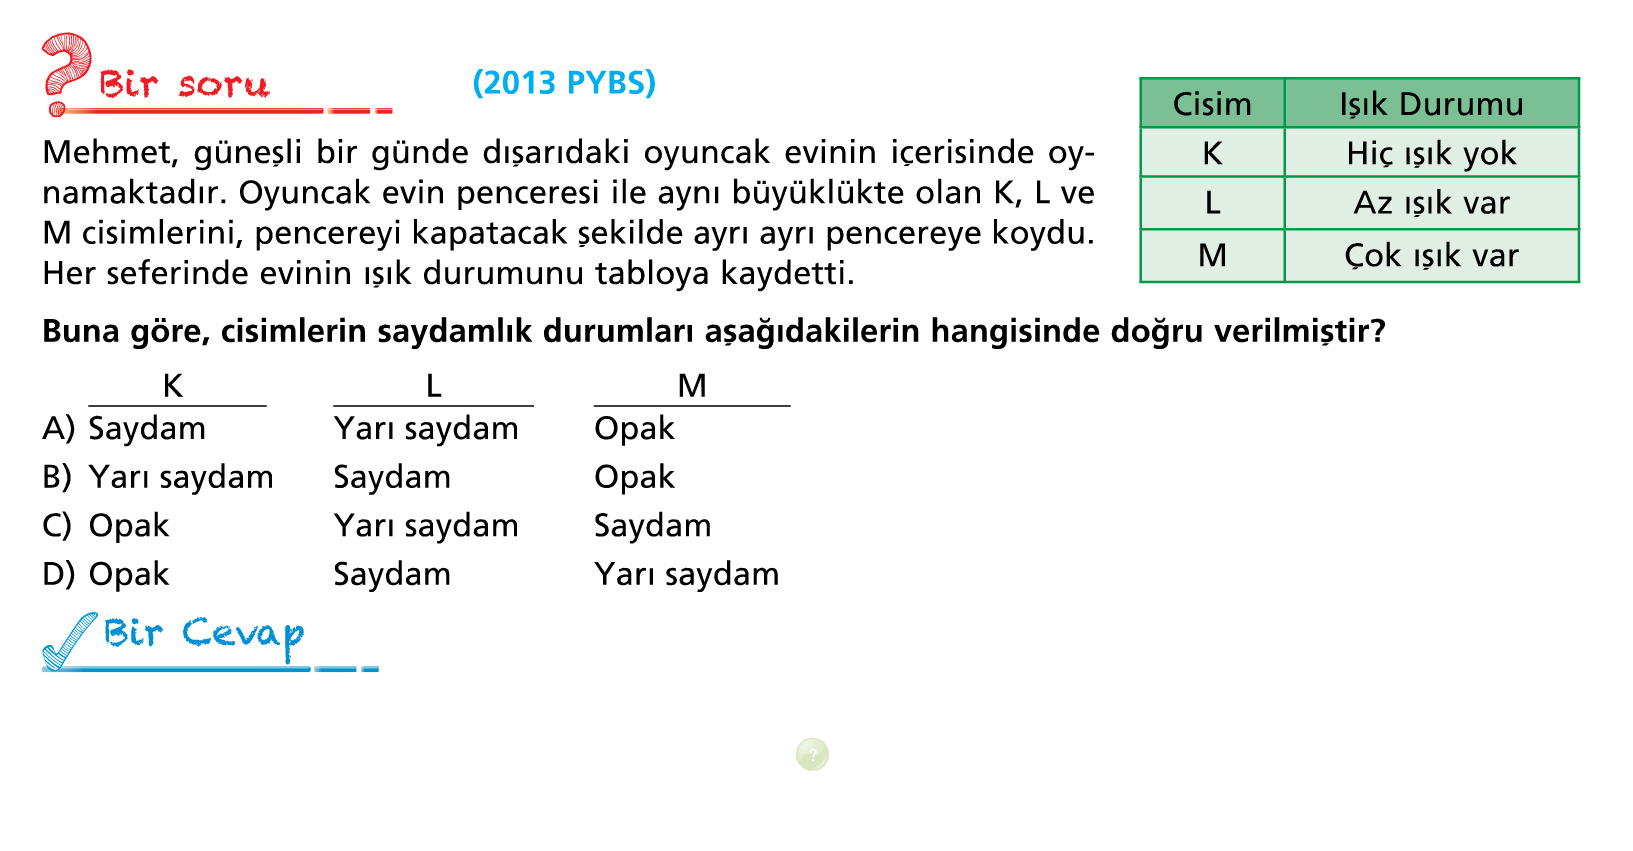 Bir soru
(2013 PYBS)
Mehmet, güneşli bir günde dışarıdaki oyuncak evinin içerisinde oy-
namaktadır. Oyuncak evin penceresi ile aynı büyüklükte olan K, L ve
M cisimlerini, pencereyi kapatacak şekilde ayrı ayrı pencereye koydu.
Her seferinde evinin ışık durumunu tabloya kaydetti.
Cisim Işık Durumu
K Hiç ışık yok
L Az ışık var
M Çok ışık var
Buna göre, cisimlerin saydamlık durumları aşağıdakilerin hangisinde doğru verilmiştir?
K L M
A) Saydam Yarı saydam Opak
B) Yarı saydam Saydam Opak
C) Opak Yarı saydam Saydam
D) Opak Saydam Yarı saydam
Bir Cevap
?